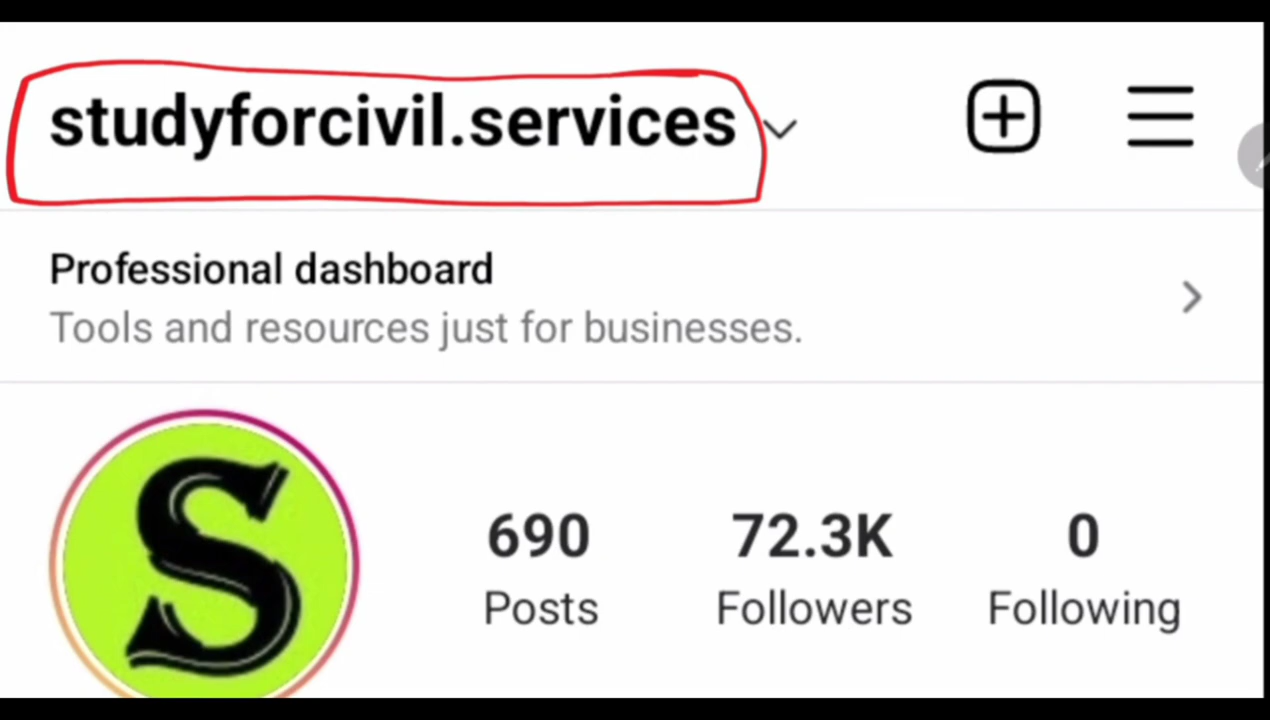 studyforcivil.services
Professional dashboard
Tools and resources just for businesses.
S
690 72.3K 0
Posts Followers Following